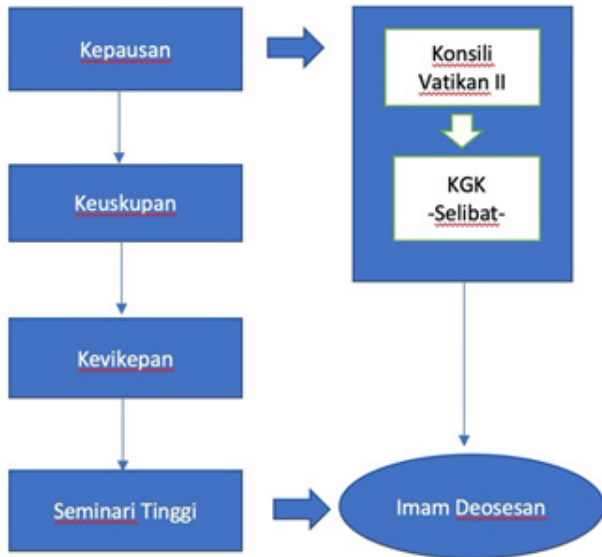 Kepausan
Konsili
Vatikan II
KGK
-Selibat-
Keuskupan
Kevikepan
Seminari Tinggi
Imam Deosesan